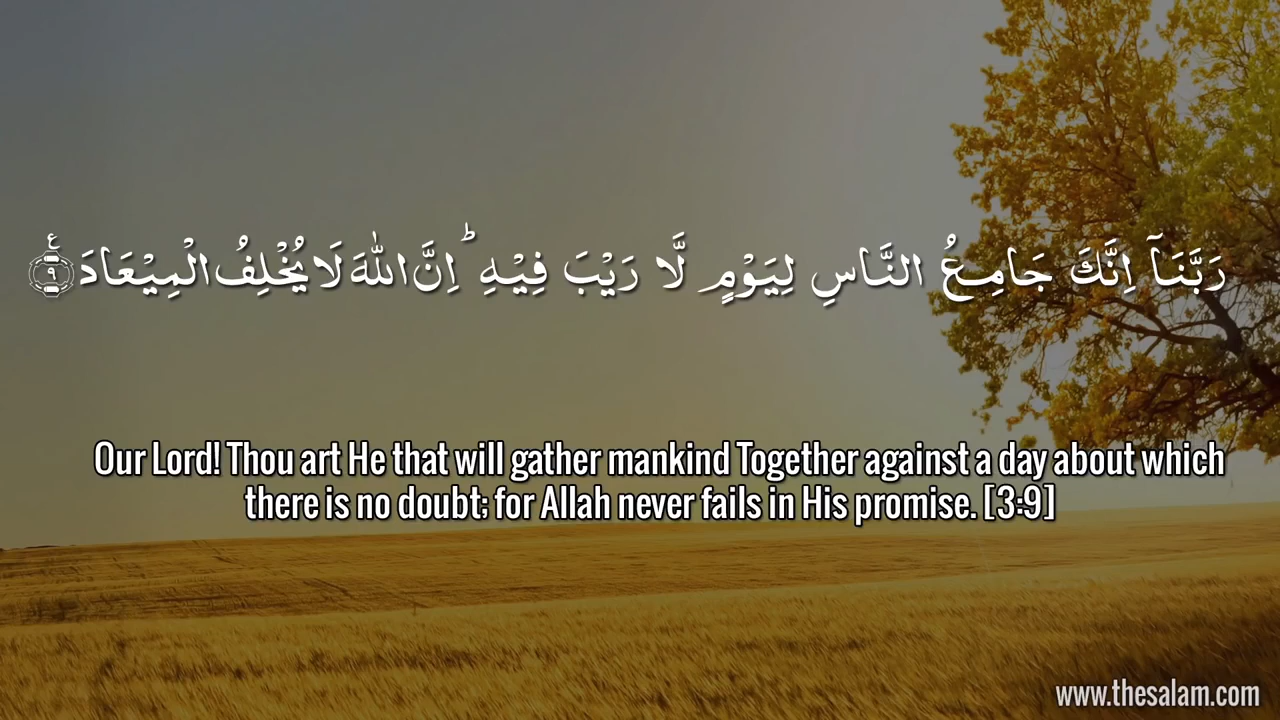 رَبَّنَآ اِنَّكَ جَامِعُ النَّاسِ لِيَوْمٍ لَّا رَيْبَ فِيْهِ ؕ اِنَّ اللّٰهَ لَا يُخْلِفُ الْمِيْعَادَ ﴿۹﴾ ع
Our Lord! Thou art He that will gather mankind Together against a day about which
there is no doubt; for Allah never fails in His promise. [3:9]
www.thesalam.com